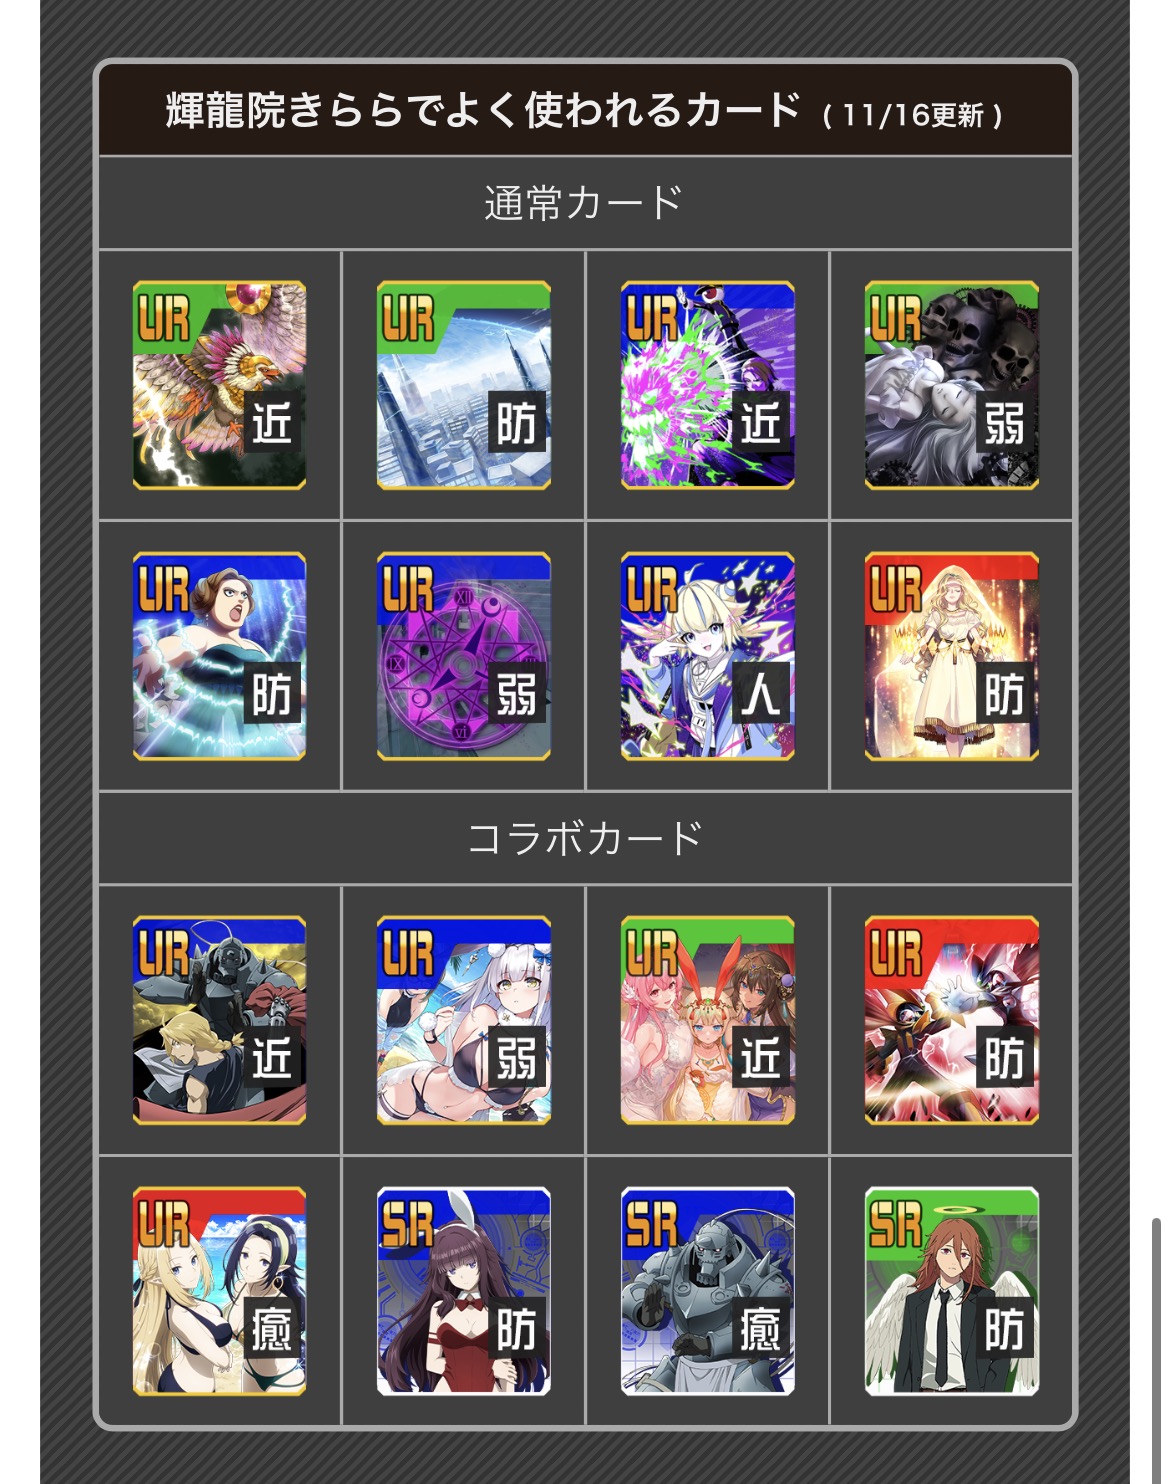 輝龍院きららでよく使われるカード ( 11/16更新 )
通常カード
UR UR UR UR
近 防 近 弱
UR UR UR UR
防 弱 人 防
コラボカード
UR UR UR UR
近 弱 近 防
UR SR SR SR
癒 防 癒 防